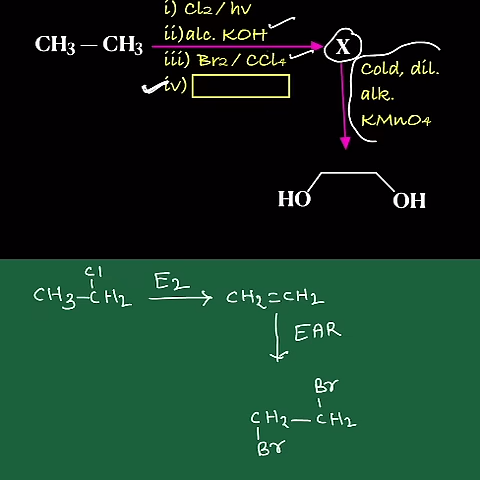 i) Cl2 / hv
ii) alc. KOH
CH3 — CH3
X
iii) Br2 / CCl4
iv)
Cold, dil.
alk.
KMnO4
HO
OH
Cl
CH3-CH2
E2
CH2=CH2
EAR
Br
CH2-CH2
Br